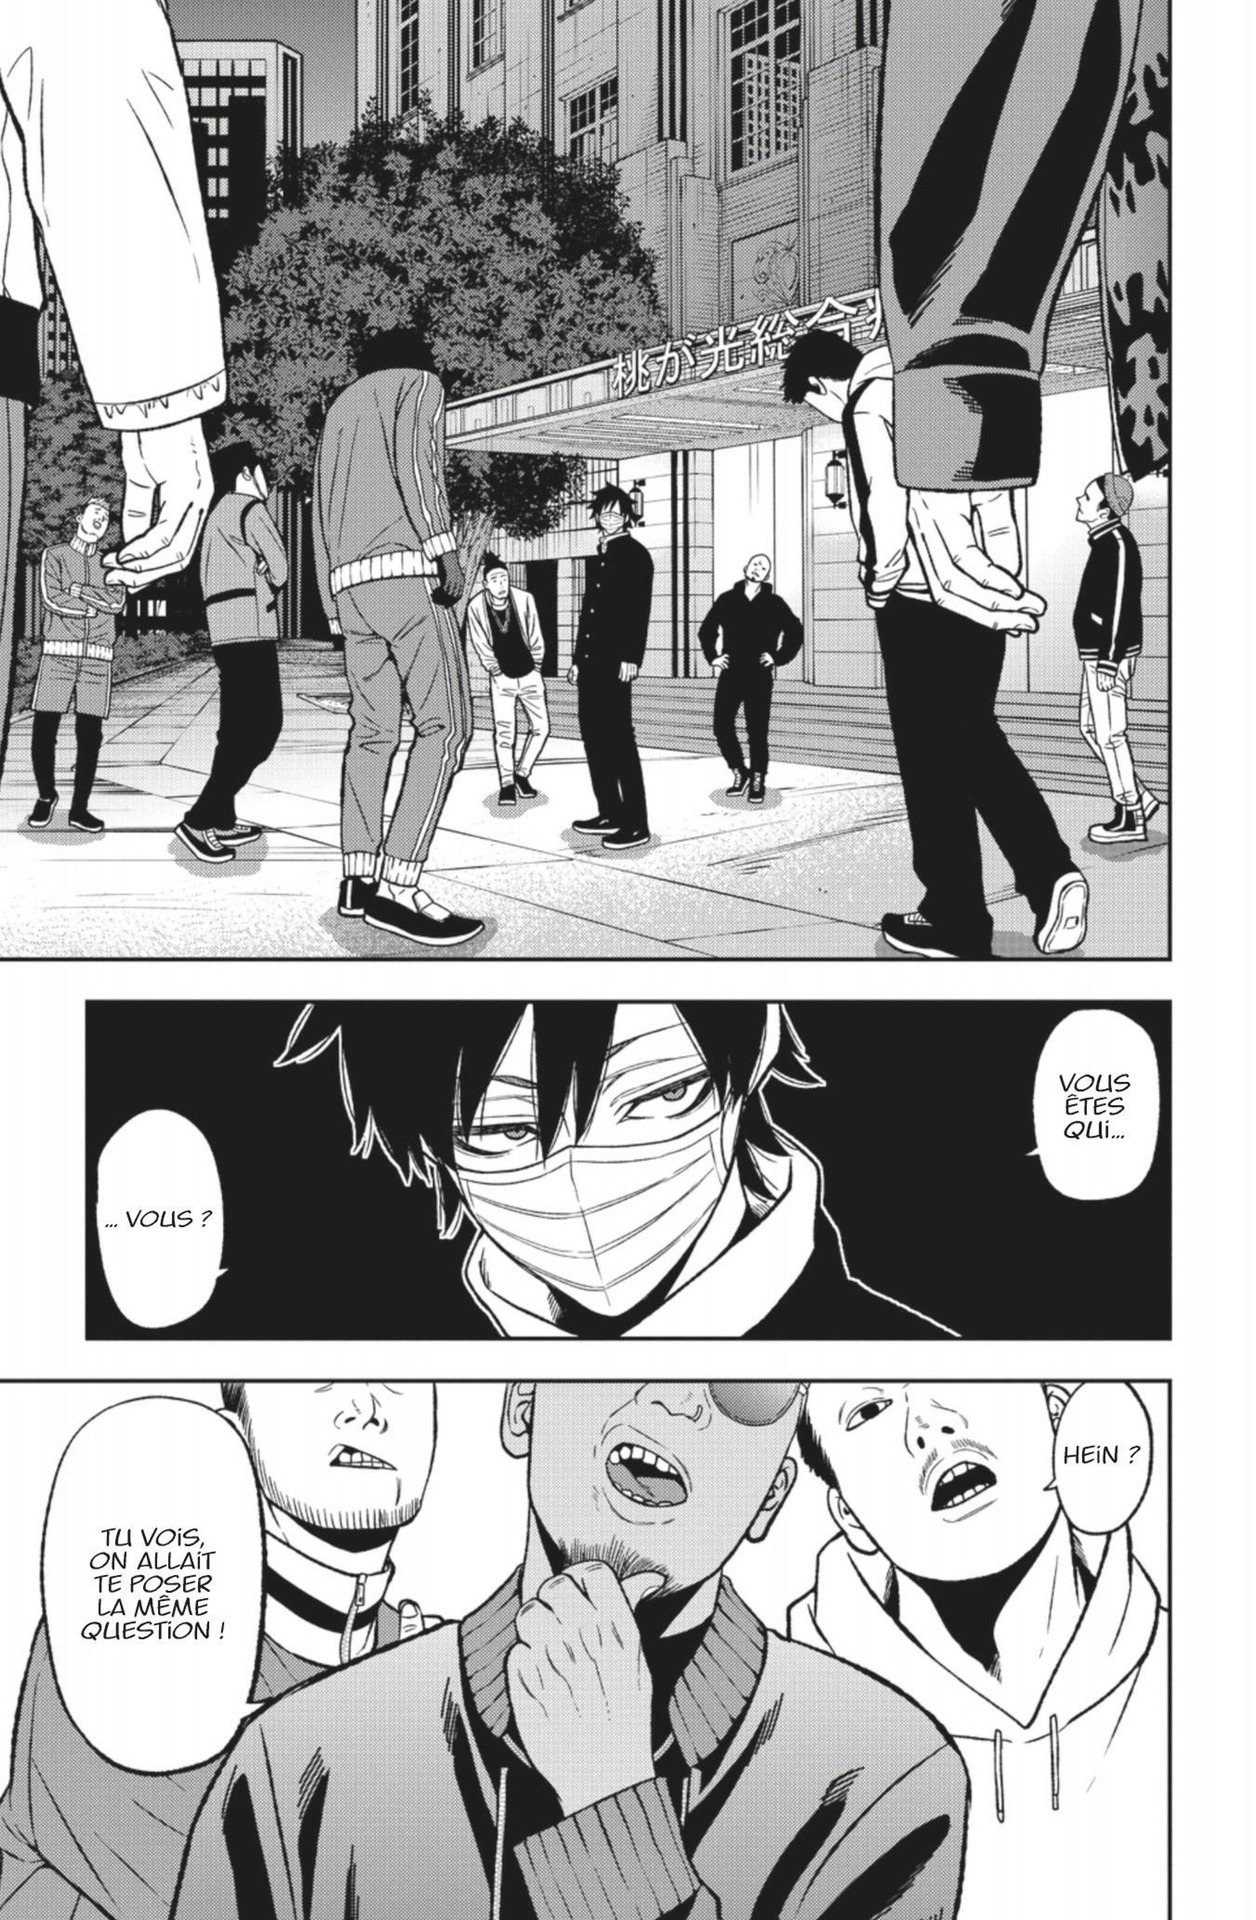 桃が光総合
VOUS
ÊTES
QUI...
... VOUS ?
HEIN ?
TU VOIS,
ON ALLAIT
TE POSER
LA MÊME
QUESTION !